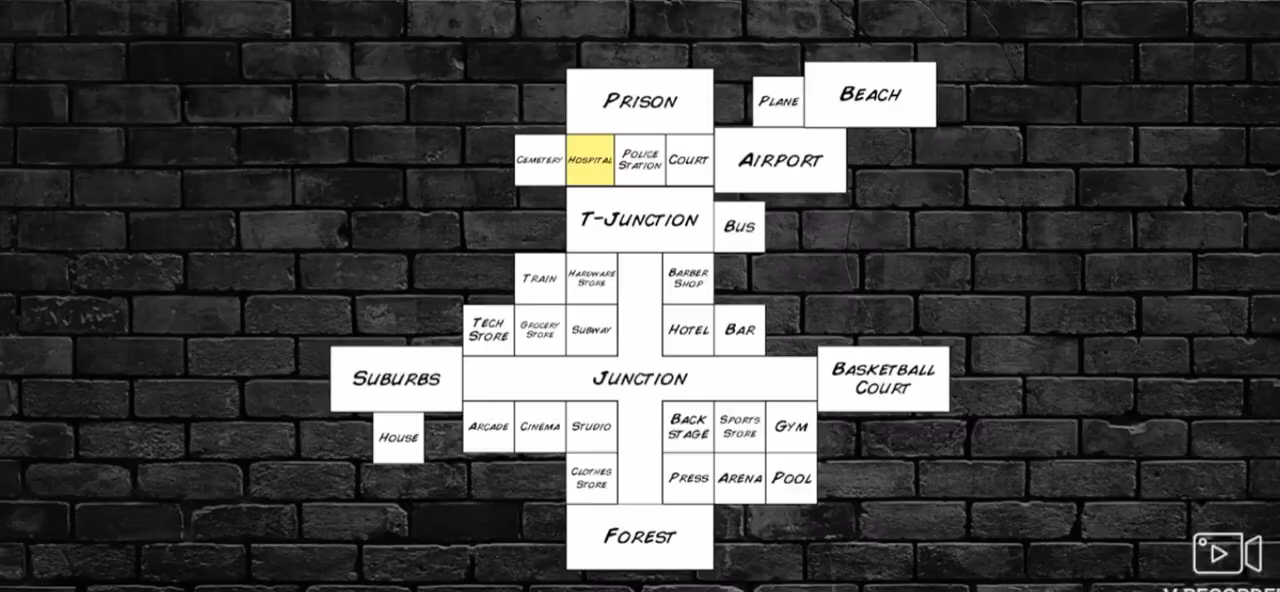 PRISON
PLANE
BEACH
CEMETERY
HOSPITAL
POLICE
STATION
COURT
AIRPORT
T-JUNCTION
BUS
TRAIN
HARDWARE
STORE
BARBER
SHOP
TECH
STORE
GROCERY
STORE
SUBWAY
HOTEL
BAR
SUBURBS
JUNCTION
BASKETBALL
COURT
HOUSE
ARCADE
CINEMA
STUDIO
BACK
STAGE
SPORTS
STORE
GYM
CLOTHES
STORE
PRESS
ARENA
POOL
FOREST